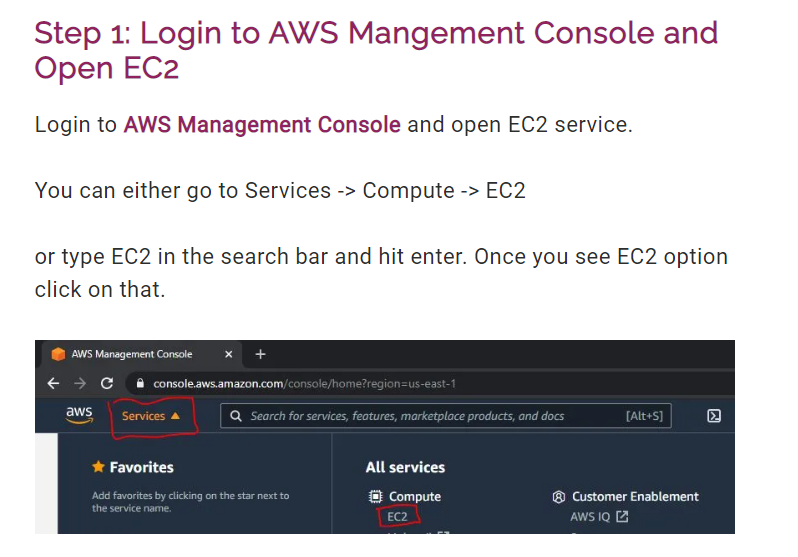 Step 1: Login to AWS Mangement Console and
Open EC2
Login to AWS Management Console and open EC2 service.
You can either go to Services -> Compute -> EC2
or type EC2 in the search bar and hit enter. Once you see EC2 option
click on that.
AWS Management Console
console.aws.amazon.com/console/home?region=us-east-1
aws Services Search for services, features, marketplace products, and docs [Alt+S]
Favorites
Add favorites by clicking on the star next to
the service name.
All services
Compute
EC2
Customer Enablement
AWS IQ